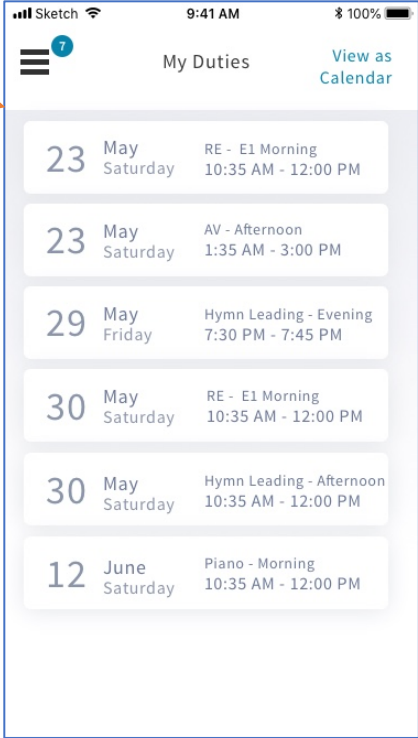 Sketch 9:41 AM 100%
7
My Duties
View as
Calendar
23 May Saturday
RE - E1 Morning
10:35 AM - 12:00 PM
23 May Saturday
AV - Afternoon
1:35 AM - 3:00 PM
29 May Friday
Hymn Leading - Evening
7:30 PM - 7:45 PM
30 May Saturday
RE - E1 Morning
10:35 AM - 12:00 PM
30 May Saturday
Hymn Leading - Afternoon
10:35 AM - 12:00 PM
12 June Saturday
Piano - Morning
10:35 AM - 12:00 PM